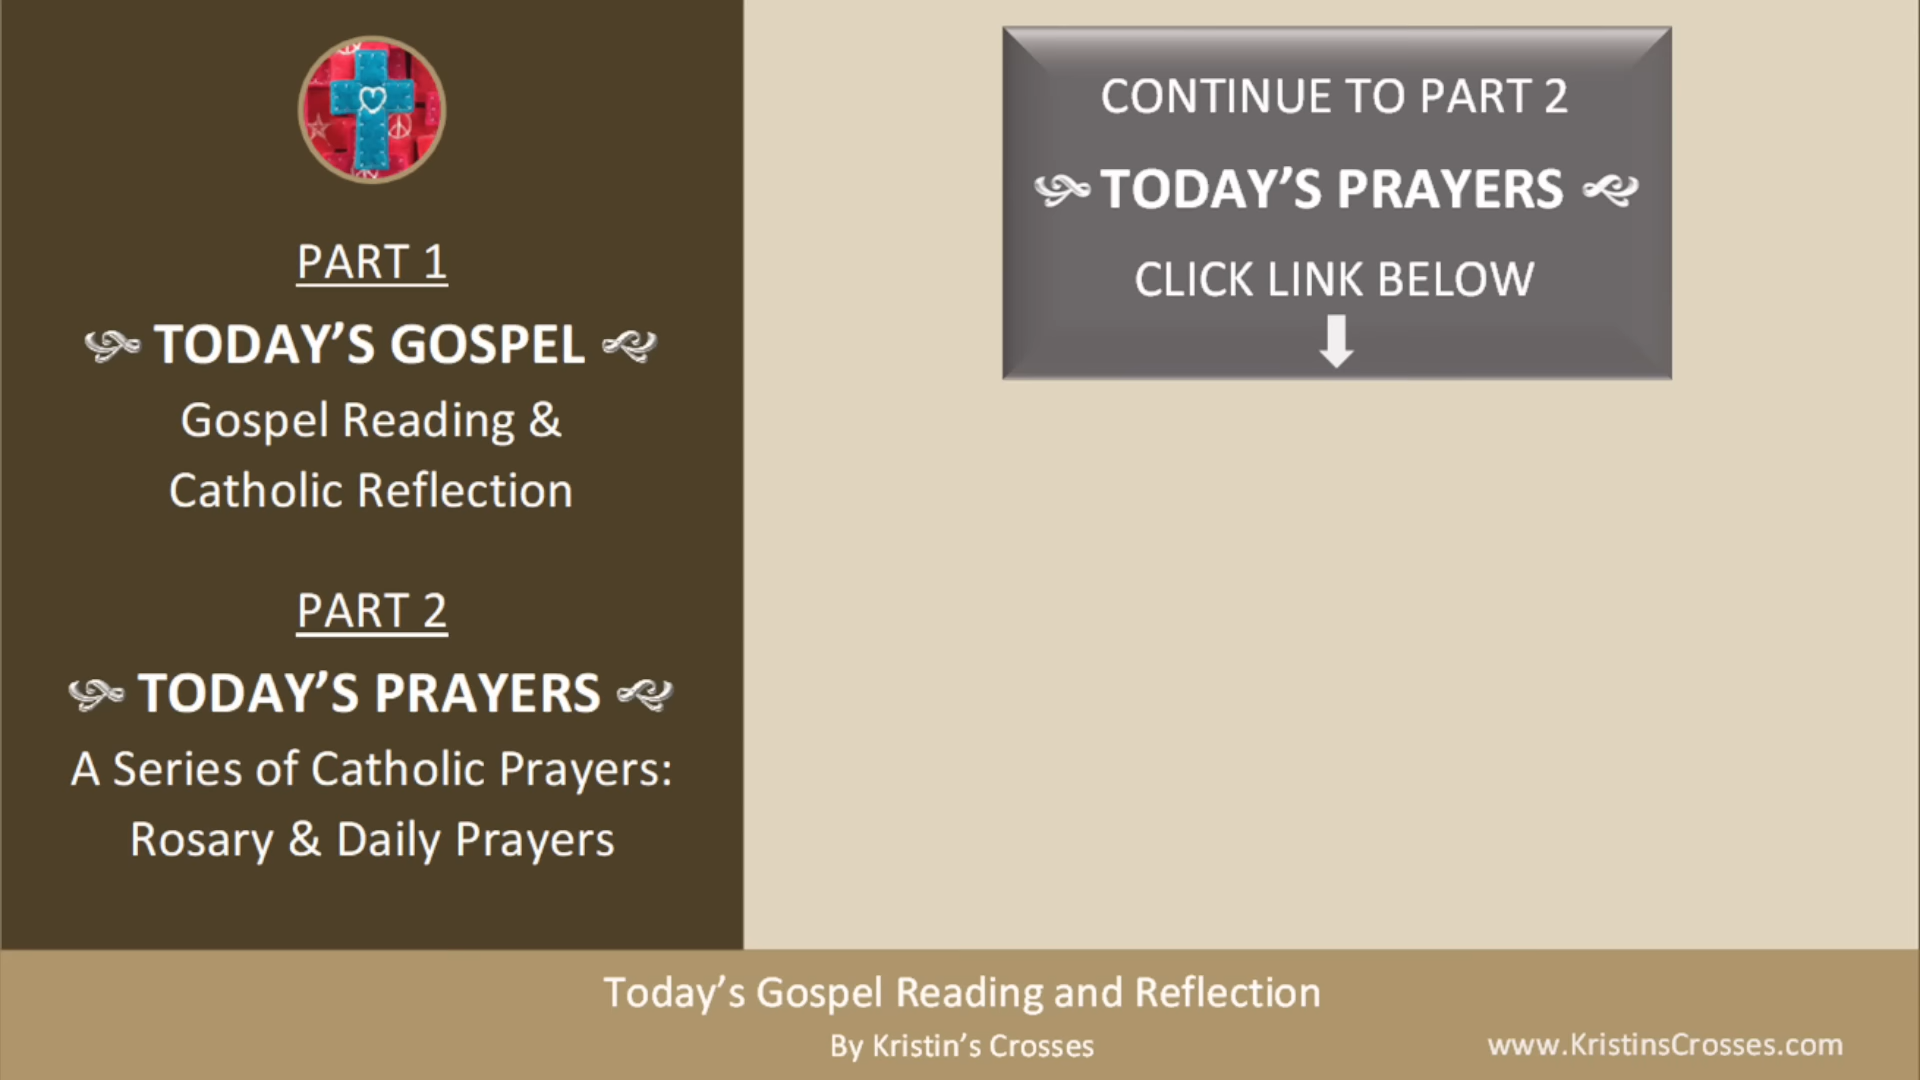 PART 1
TODAY’S GOSPEL
Gospel Reading &
Catholic Reflection
PART 2
TODAY’S PRAYERS
A Series of Catholic Prayers:
Rosary & Daily Prayers
CONTINUE TO PART 2
TODAY’S PRAYERS
CLICK LINK BELOW
Today’s Gospel Reading and Reflection
By Kristin’s Crosses
www.KristinsCrosses.com